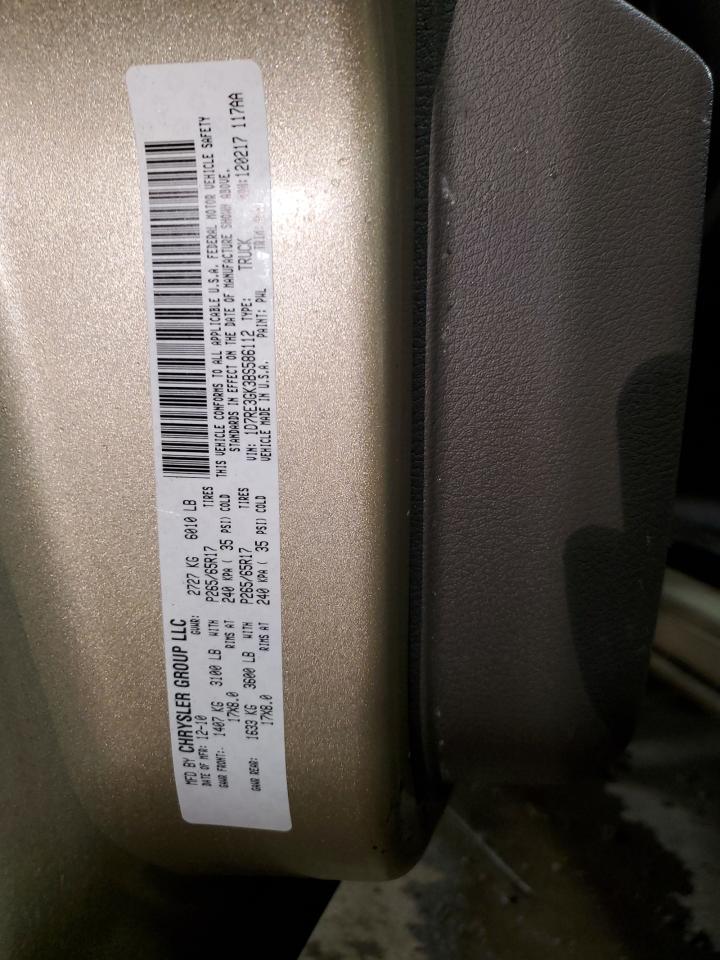 MFD BY CHRYSLER GROUP LLC
DATE OF MFR: 12-10 GVWR: 2727 KG 6010 LB
GAWR FRONT: 1407 KG 3100 LB WITH P265/65R17 TIRES
17X8.0 RIMS AT 240 KPA ( 35 PSI) COLD
GAWR REAR: 1633 KG 3600 LB WITH P265/65R17 TIRES
17X8.0 RIMS AT 240 KPA ( 35 PSI) COLD
THIS VEHICLE CONFORMS TO ALL APPLICABLE U.S.A. FEDERAL MOTOR VEHICLE SAFETY
STANDARDS IN EFFECT ON THE DATE OF MANUFACTURE SHOWN ABOVE.
VIN: 1D7RE3GK3BS586112 TYPE: TRUCK MDH:120217 117AA
VEHICLE MADE IN U.S.A. PAINT: PWL TRIM: